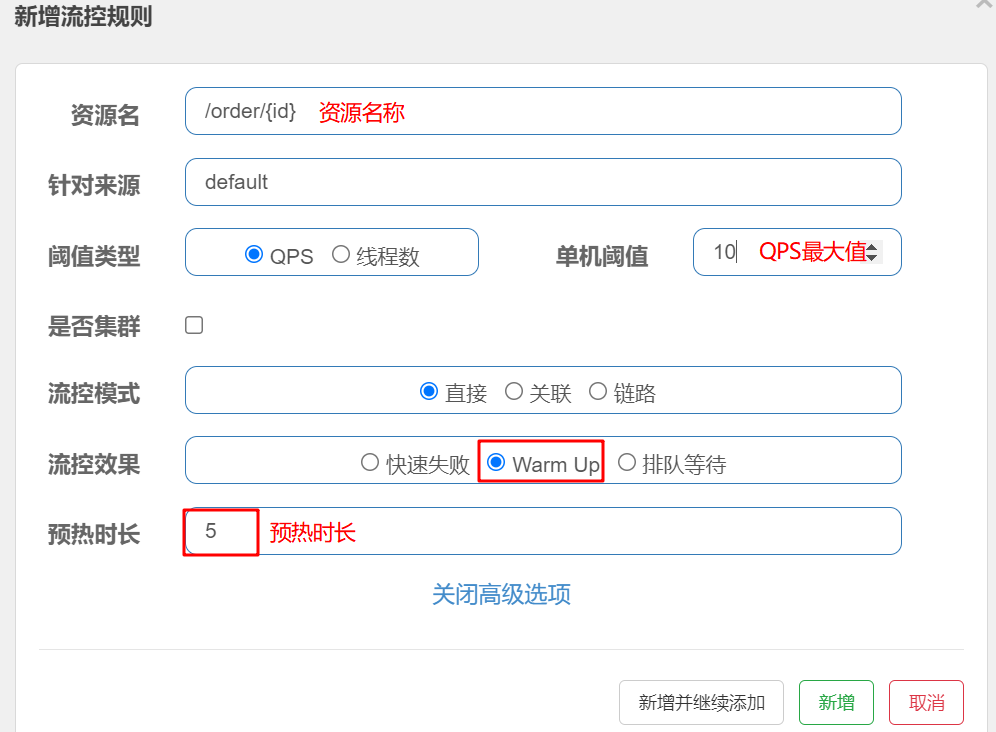 新增流控规则
资源名 /order/{id} 资源名称
针对来源 default
阈值类型 QPS 线程数 单机阈值 10 QPS最大值
是否集群
流控模式 直接 关联 链路
流控效果 快速失败 Warm Up 排队等待
预热时长 5 预热时长
关闭高级选项
新增并继续添加 新增 取消